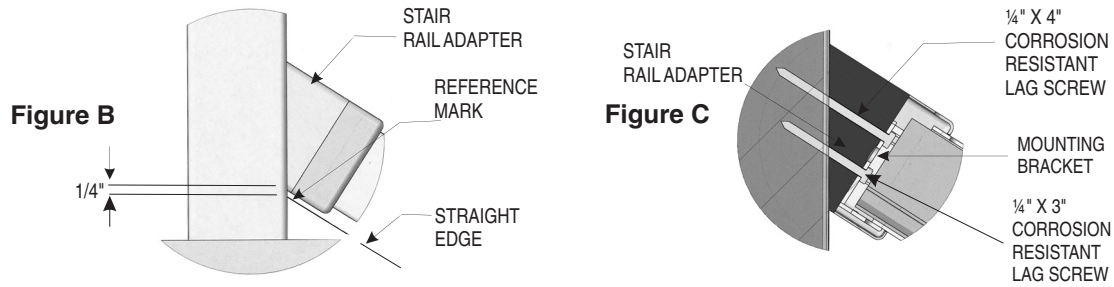 Figure B
STAIR
RAIL ADAPTER
REFERENCE
MARK
1/4"
STRAIGHT
EDGE
Figure C
STAIR
RAIL ADAPTER
¼" X 4"
CORROSION
RESISTANT
LAG SCREW
MOUNTING
BRACKET
¼" X 3"
CORROSION
RESISTANT
LAG SCREW